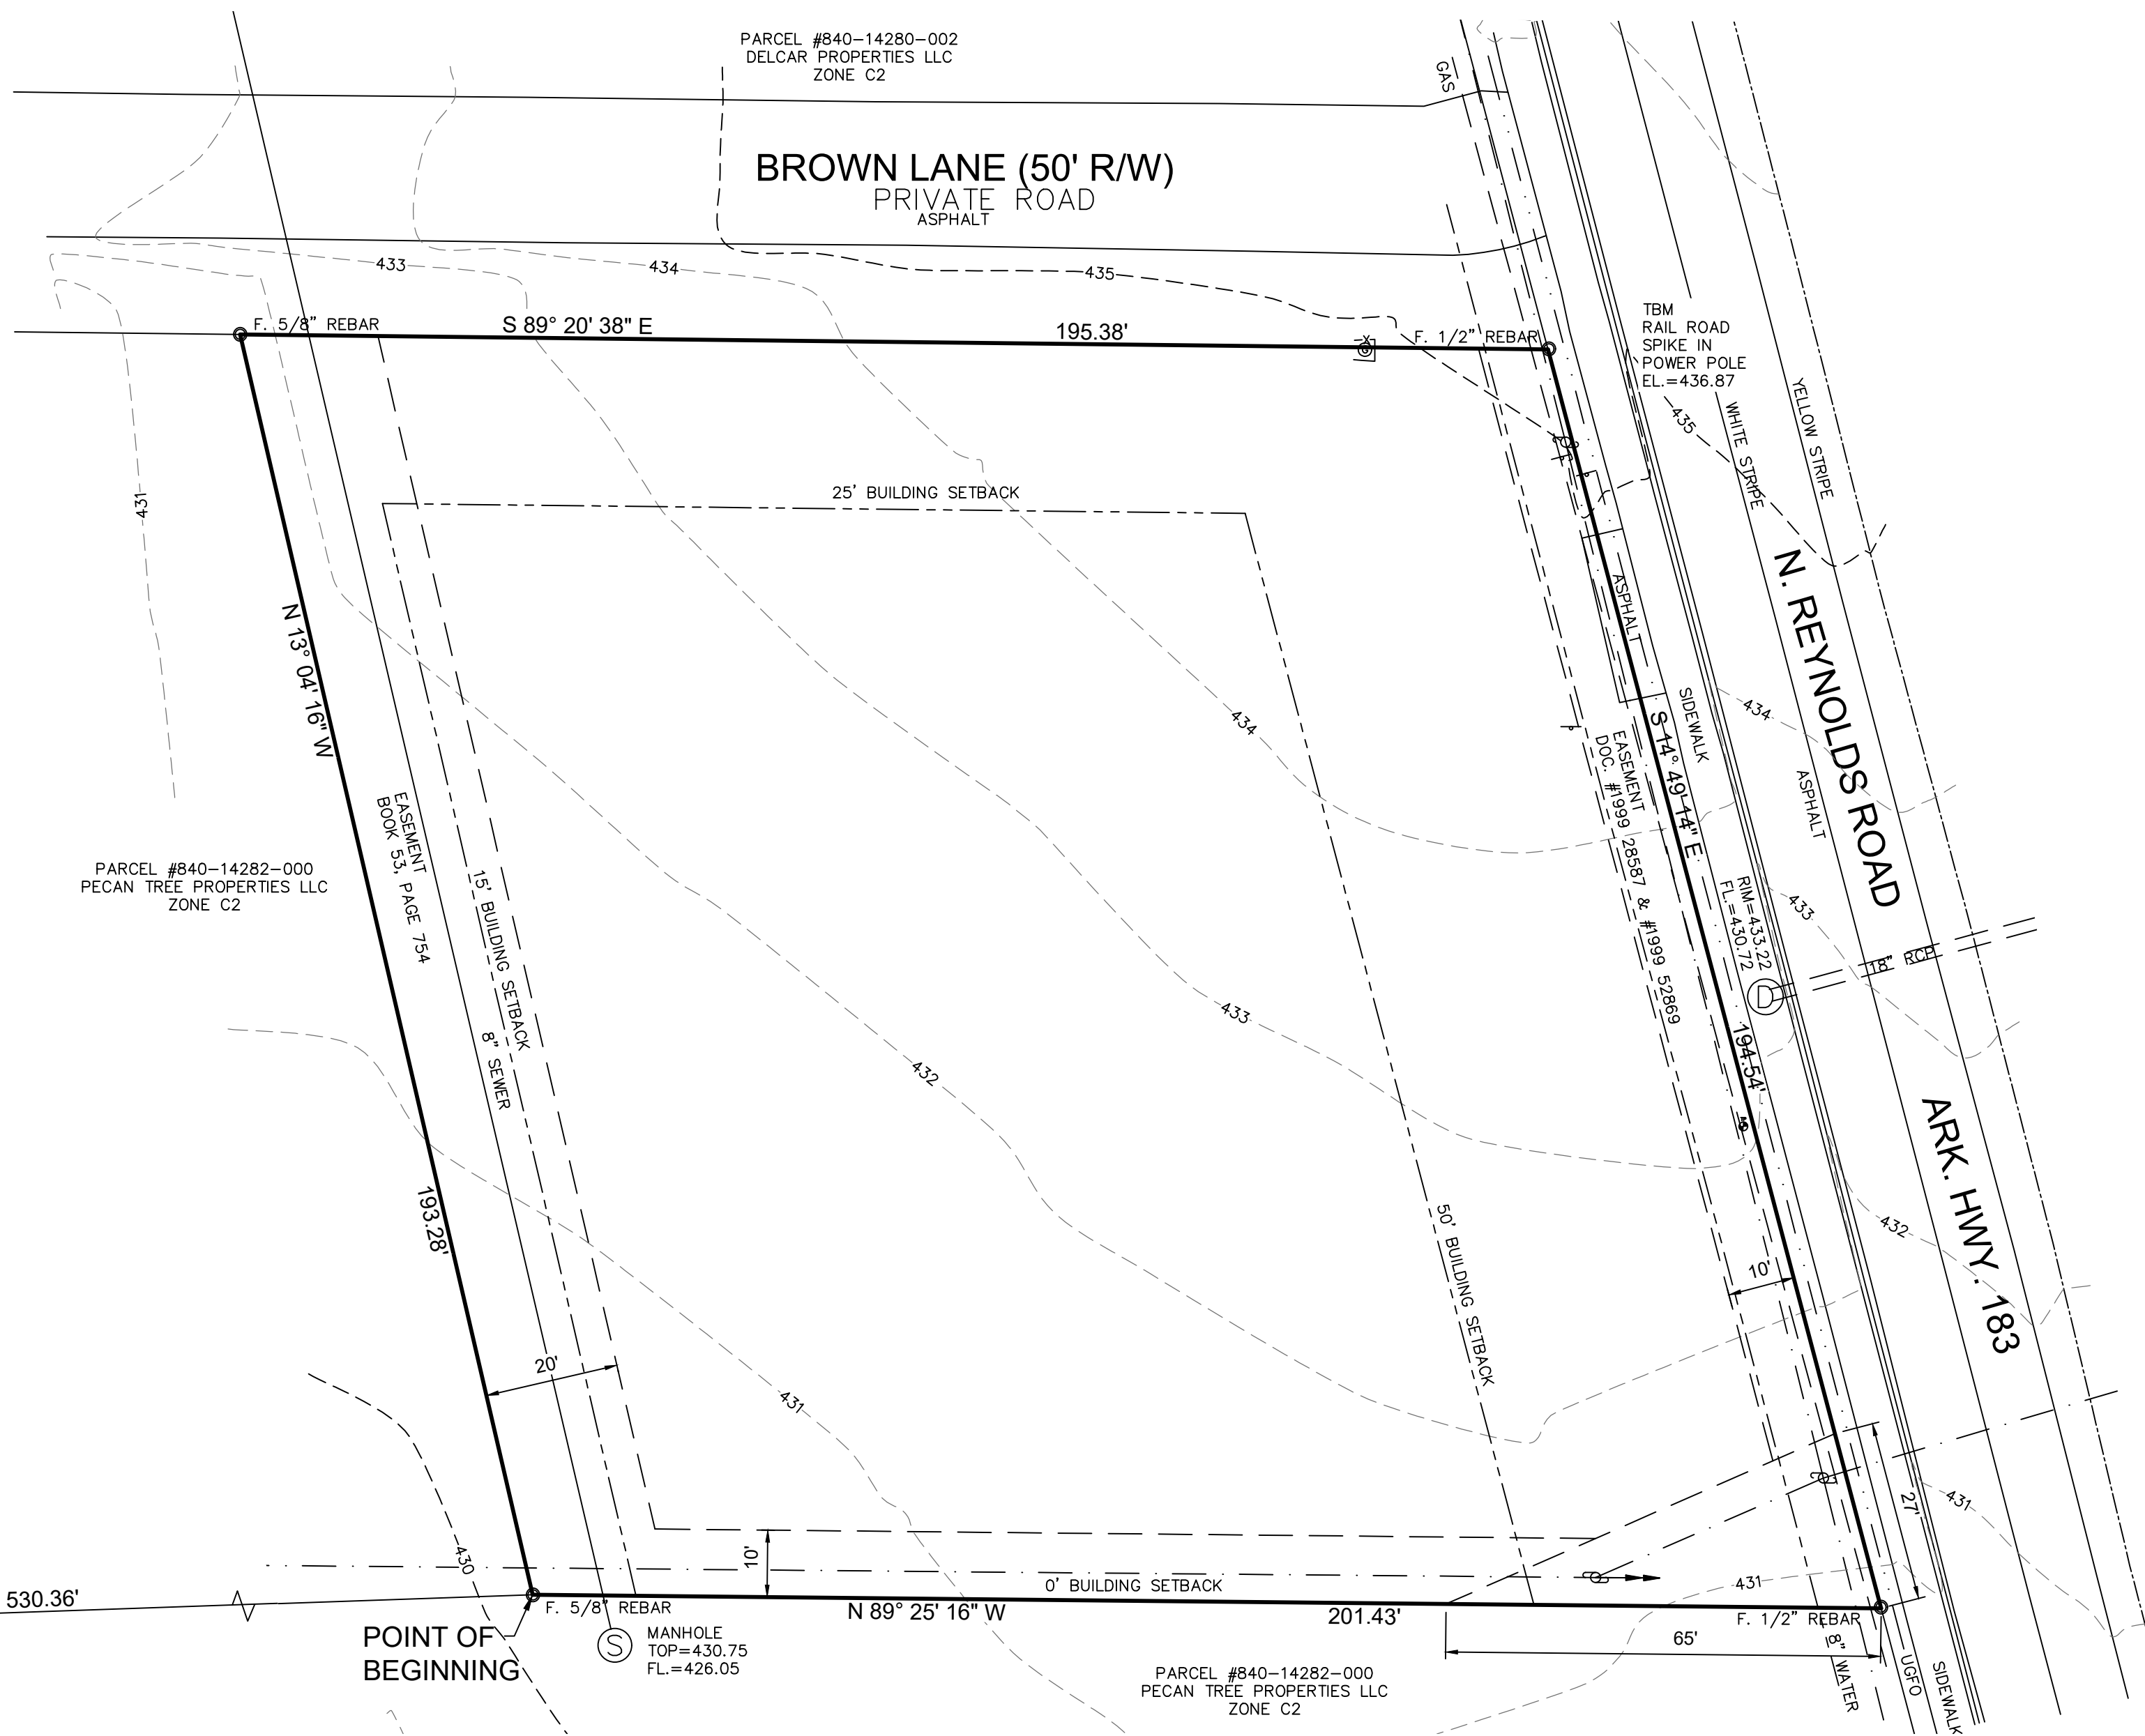 PARCEL #840-14280-002
DELCAR PROPERTIES LLC
ZONE C2
GAS
BROWN LANE (50' R/W)
PRIVATE ROAD
ASPHALT
433
434
435
F. 5/8" REBAR
S 89° 20' 38" E
195.38'
X
F. 1/2" REBAR
TBM
RAIL ROAD
SPIKE IN
POWER POLE
EL.=436.87
435
WHITE STRIPE
YELLOW STRIPE
431
25' BUILDING SETBACK
ASPHALT
N. REYNOLDS ROAD
N 13° 04' 16" W
SIDEWALK
434
434
S 14° 49' 14" E
EASEMENT
DOC. #1999 28587 & #1999 52869
ASPHALT
EASEMENT
BOOK 53, PAGE 754
PARCEL #840-14282-000
PECAN TREE PROPERTIES LLC
ZONE C2
15' BUILDING SETBACK
RIM=433.22
FL.=430.72
433
18" RCP
D
433
8" SEWER
432
194.54'
ARK. HWY. 183
193.28'
50' BUILDING SETBACK
432
10'
20'
431
27'
431
430
10'
0' BUILDING SETBACK
431
530.36'
F. 5/8" REBAR
N 89° 25' 16" W
201.43'
F. 1/2" REBAR
POINT OF
BEGINNING
S
MANHOLE
TOP=430.75
FL.=426.05
65'
8" WATER
UGFO
SIDEWALK
PARCEL #840-14282-000
PECAN TREE PROPERTIES LLC
ZONE C2